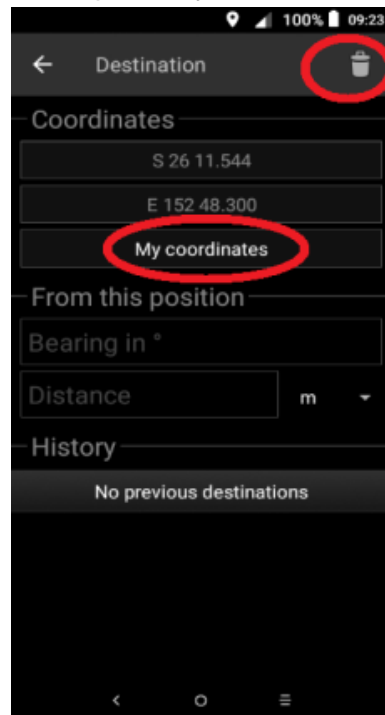 100% 09:23
Destination
Coordinates
S 26 11.544
E 152 48.300
My coordinates
From this position
Bearing in °
Distance
m
History
No previous destinations